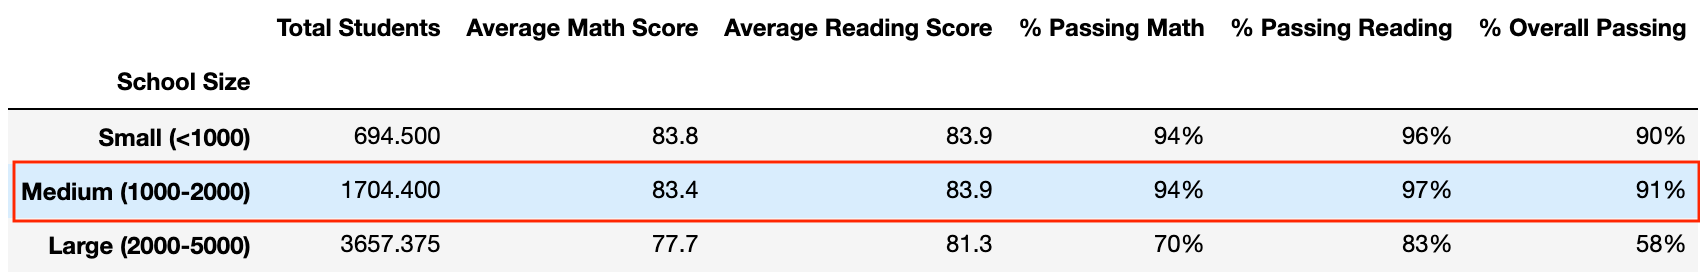 Total Students Average Math Score Average Reading Score % Passing Math % Passing Reading % Overall Passing
School Size
Small (<1000) 694.500 83.8 83.9 94% 96% 90%
Medium (1000-2000) 1704.400 83.4 83.9 94% 97% 91%
Large (2000-5000) 3657.375 77.7 81.3 70% 83% 58%